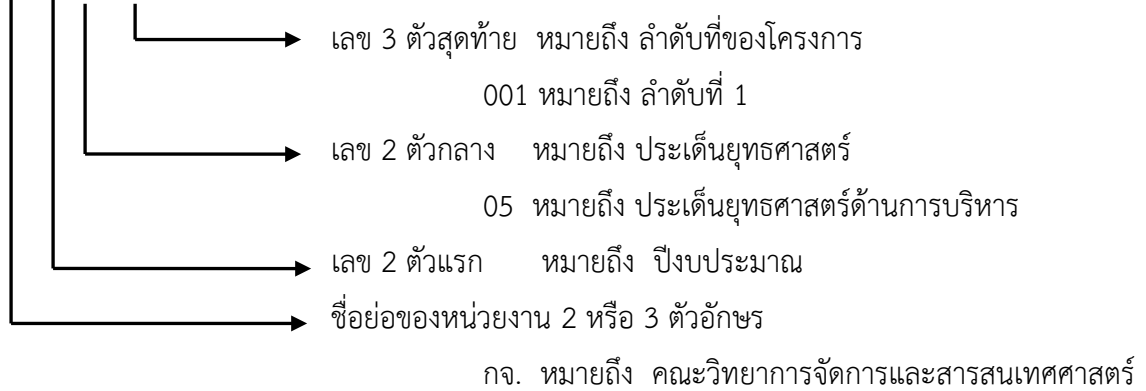 เลข 3 ตัวสุดท้าย หมายถึง ลำดับที่ของโครงการ
001 หมายถึง ลำดับที่ 1
เลข 2 ตัวกลาง หมายถึง ประเด็นยุทธศาสตร์
05 หมายถึง ประเด็นยุทธศาสตร์ด้านการบริหาร
เลข 2 ตัวแรก หมายถึง ปีงบประมาณ
ชื่อย่อของหน่วยงาน 2 หรือ 3 ตัวอักษร
กจ. หมายถึง คณะวิทยาการจัดการและสารสนเทศศาสตร์